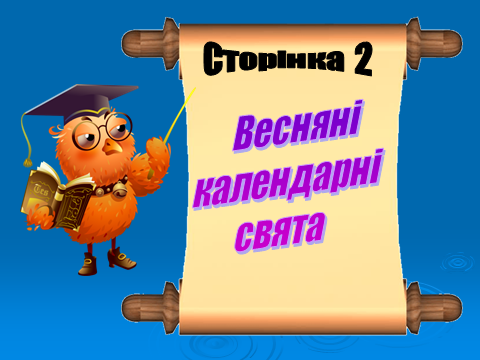 Сторінка 2
Весняні
календарні
свята